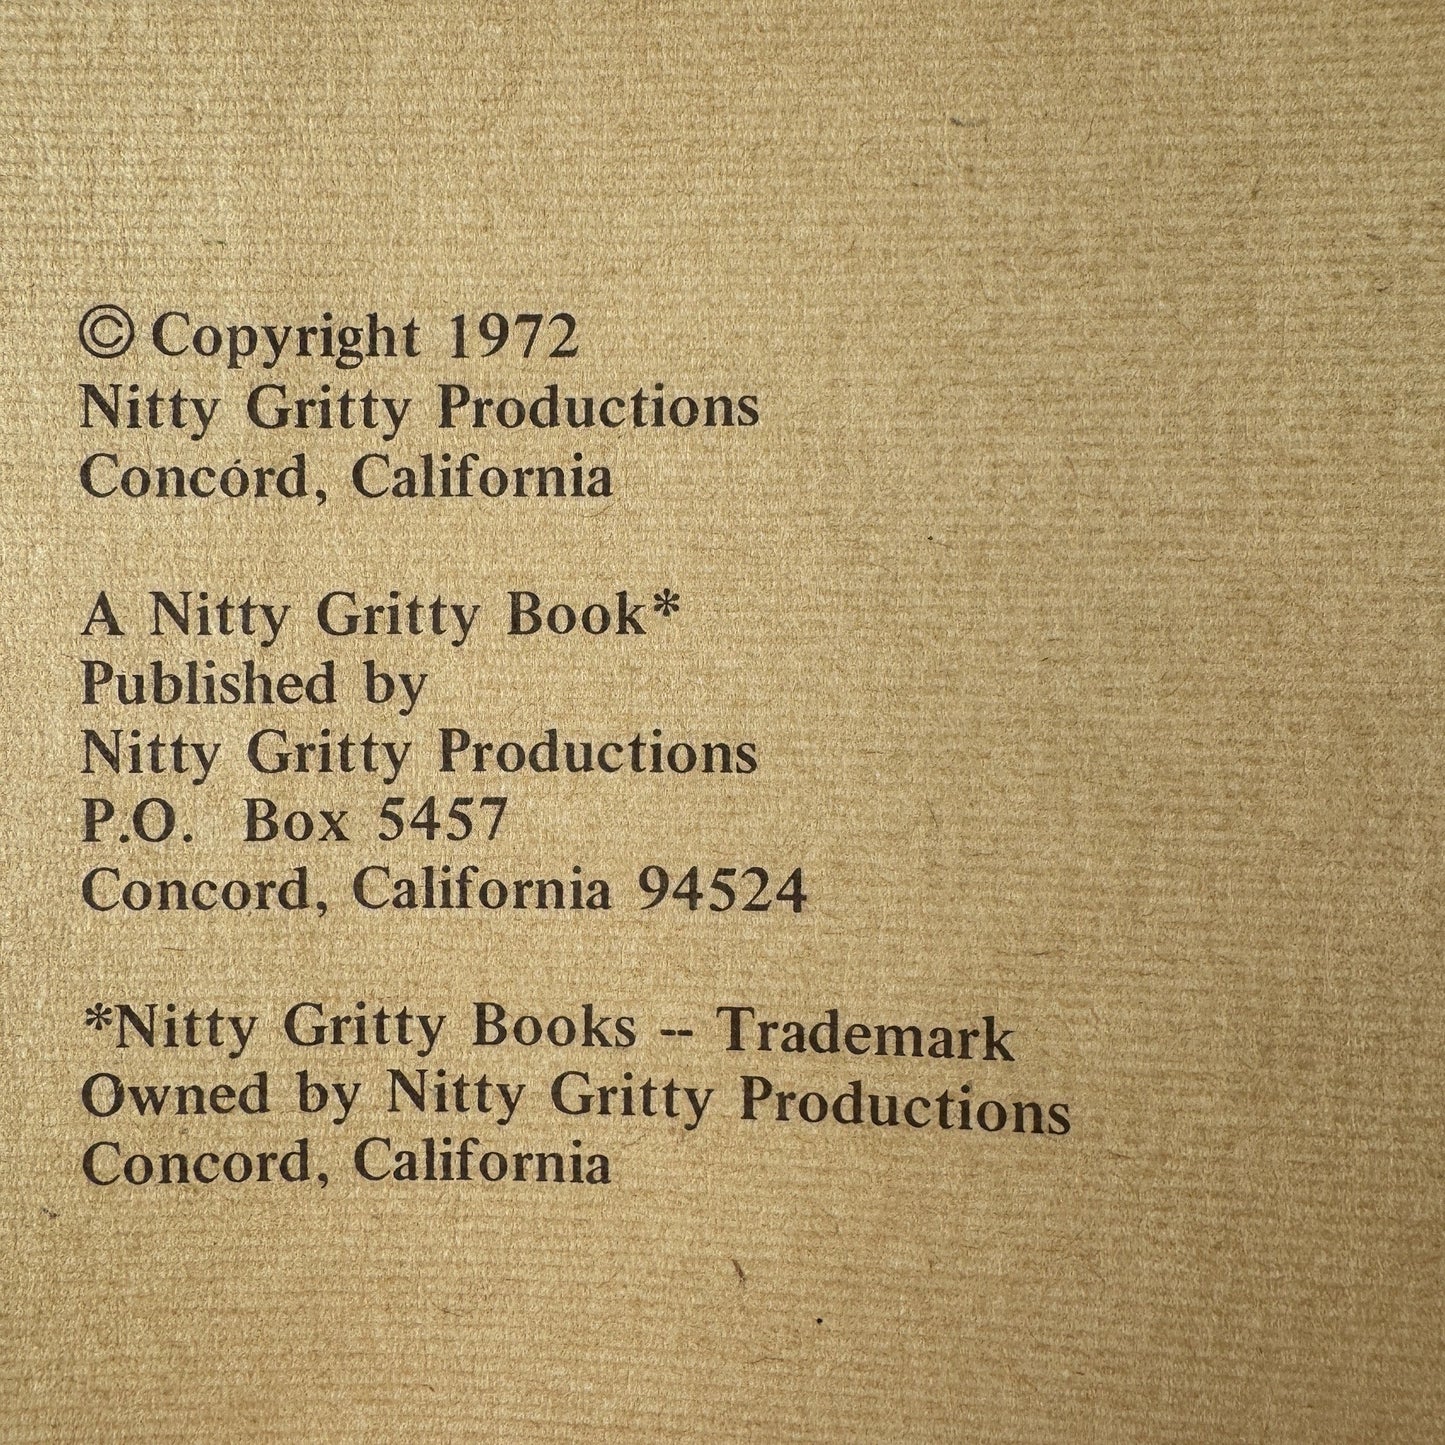 © Copyright 1972
Nitty Gritty Productions
Concord, California
A Nitty Gritty Book*
Published by
Nitty Gritty Productions
P.O. Box 5457
Concord, California 94524
*Nitty Gritty Books -- Trademark
Owned by Nitty Gritty Productions
Concord, California